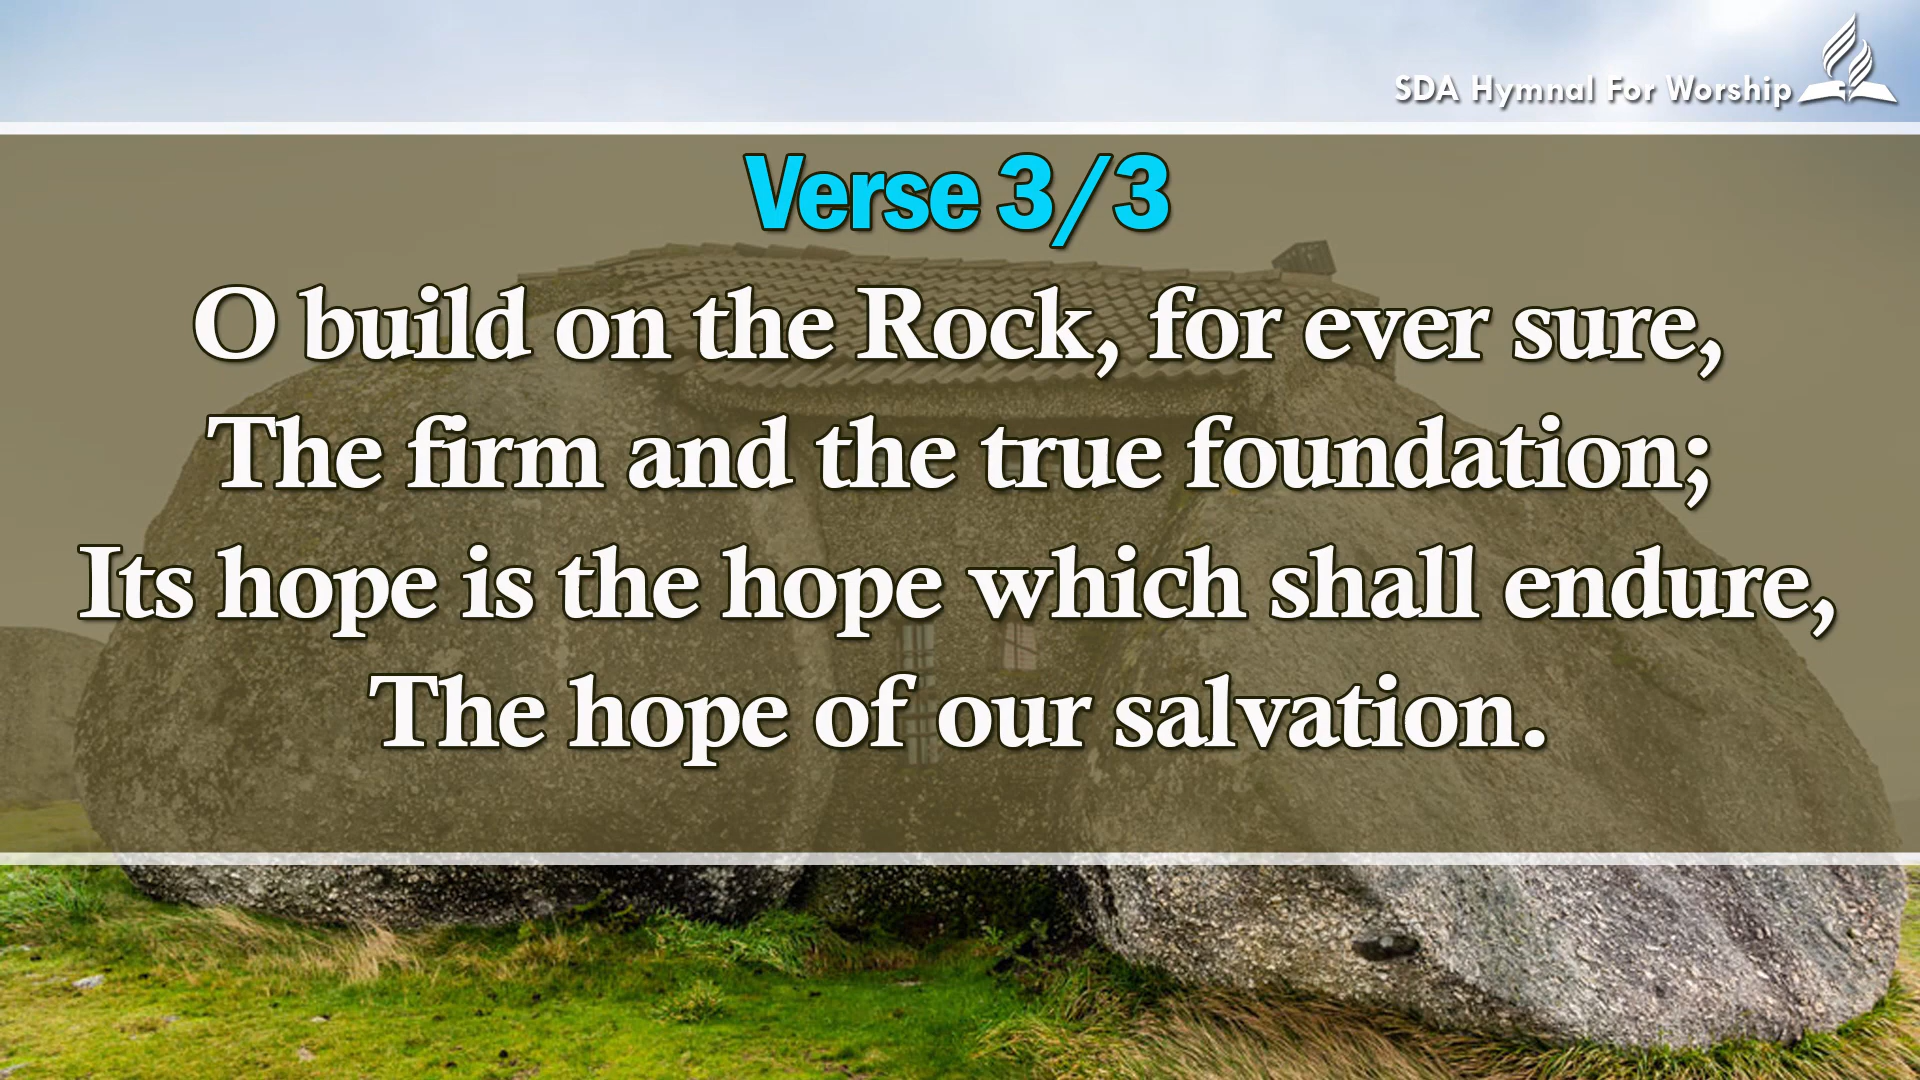 SDA Hymnal For Worship
Verse 3/3
O build on the Rock, for ever sure,
The firm and the true foundation;
Its hope is the hope which shall endure,
The hope of our salvation.